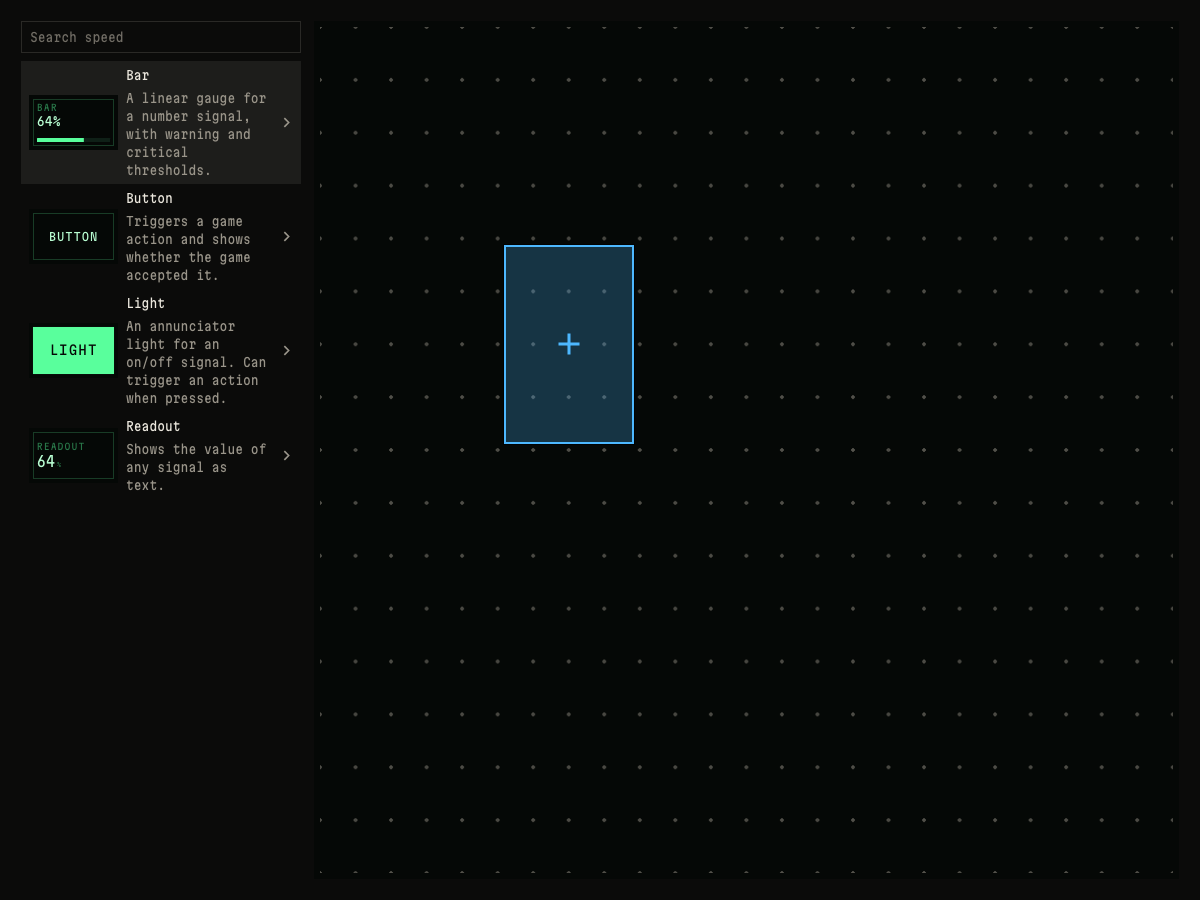 Search speed
Bar
BAR
64%
A linear gauge for
a number signal,
with warning and
critical
thresholds.
Button
BUTTON
Triggers a game
action and shows
whether the game
accepted it.
Light
LIGHT
An annunciator
light for an
on/off signal. Can
trigger an action
when pressed.
Readout
READOUT
64%
Shows the value of
any signal as
text.